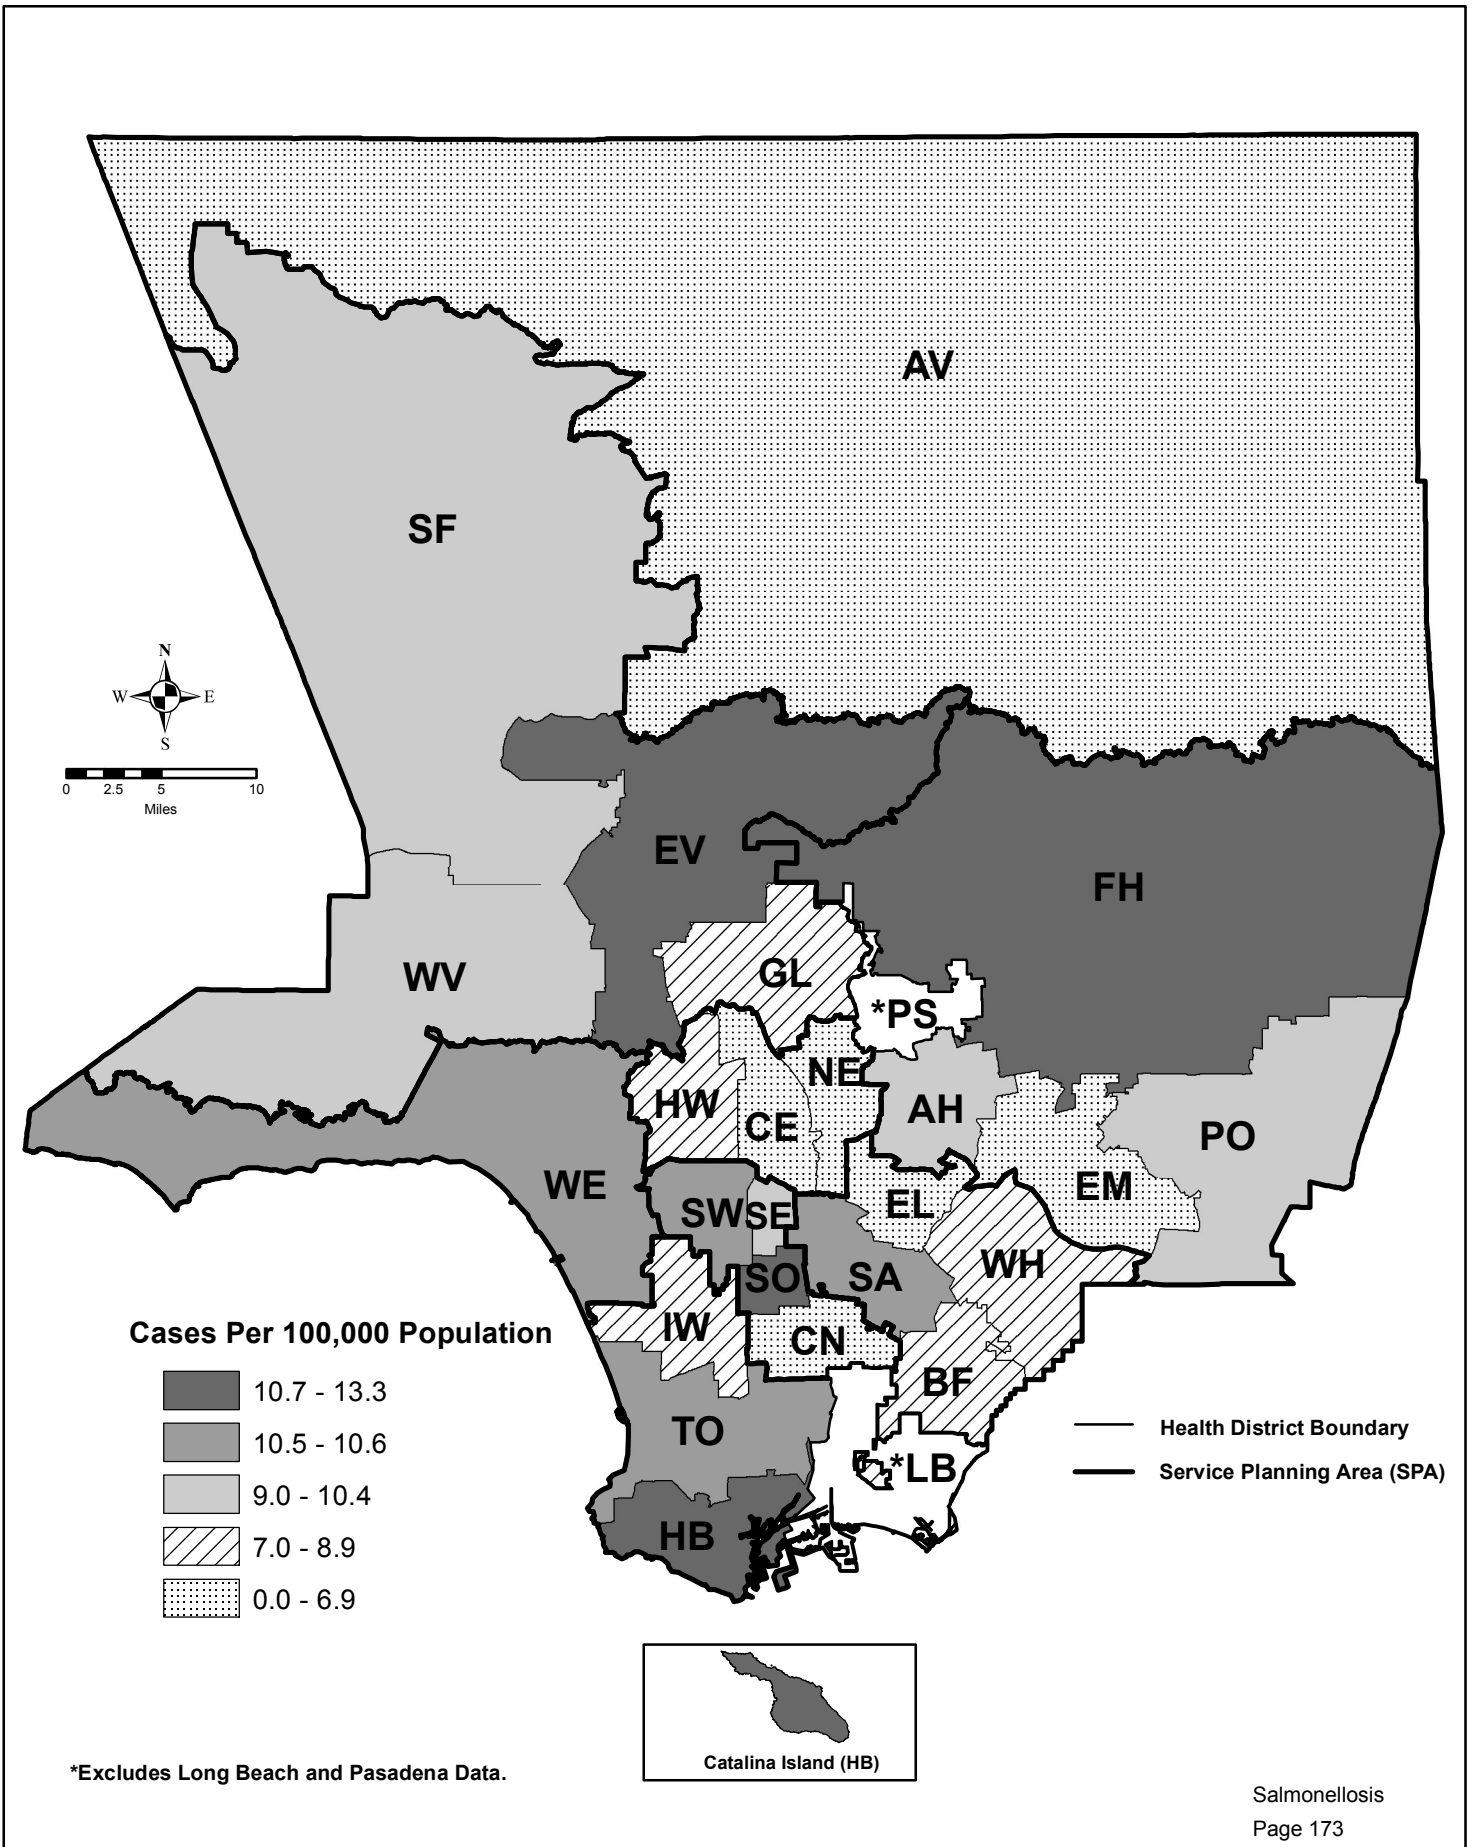 AV
SF
N
W E
S
0 2.5 5 10
Miles
EV
FH
WV
GL
*PS
NE
HW
AH
CE
PO
WE
EM
EL
SW
SE
WH
SO
SA
IW
CN
BF
TO
*LB
HB
Cases Per 100,000 Population
10.7 - 13.3
10.5 - 10.6
9.0 - 10.4
7.0 - 8.9
0.0 - 6.9
Health District Boundary
Service Planning Area (SPA)
Catalina Island (HB)
*Excludes Long Beach and Pasadena Data.
Salmonellosis
Page 173